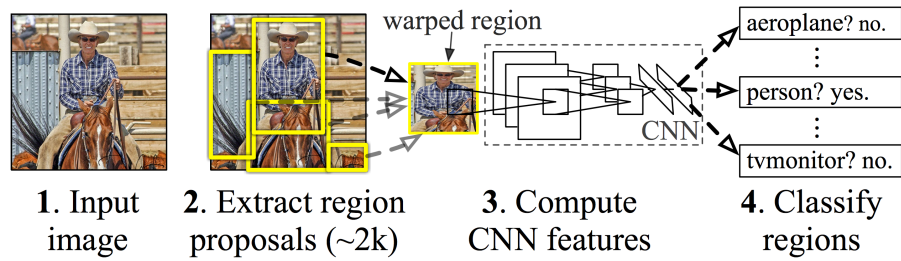 warped region
aeroplane? no.
⋮
person? yes.
⋮
tvmonitor? no.
CNN
1. Input
image
2. Extract region
proposals (~2k)
3. Compute
CNN features
4. Classify
regions